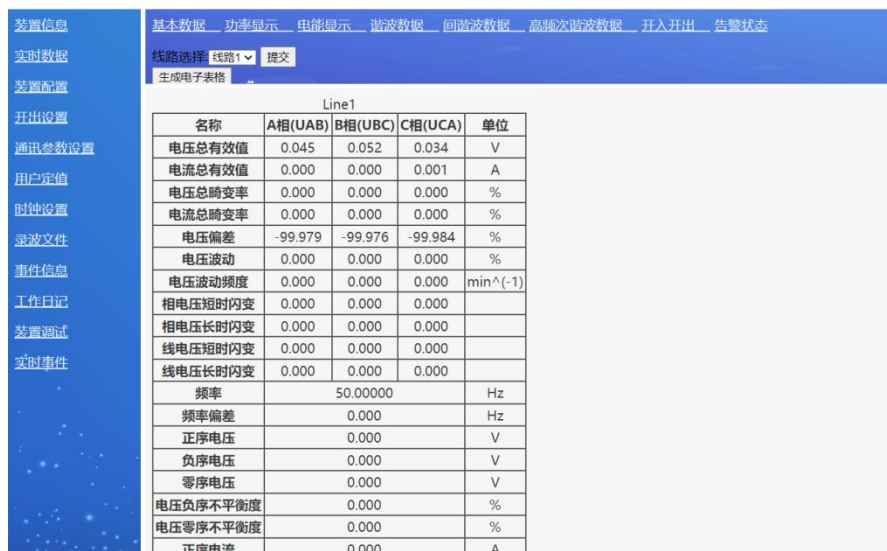 装置信息
实时数据
装置配置
开出设置
通讯参数设置
用户定值
时钟设置
录波文件
事件信息
工作日记
装置调试
实时事件
基本数据 功率显示 电能显示 谐波数据 间谐波数据 高频次谐波数据 开入开出 告警状态
线路选择: 线路1 提交
生成电子表格
Line1
名称 A相(UAB) B相(UBC) C相(UCA) 单位
电压总有效值 0.045 0.052 0.034 V
电流总有效值 0.000 0.000 0.001 A
电压总畸变率 0.000 0.000 0.000 %
电流总畸变率 0.000 0.000 0.000 %
电压偏差 -99.979 -99.976 -99.984 %
电压波动 0.000 0.000 0.000 %
电压波动频度 0.000 0.000 0.000 min^(-1)
相电压短时闪变 0.000 0.000 0.000
相电压长时闪变 0.000 0.000 0.000
线电压短时闪变 0.000 0.000 0.000
线电压长时闪变 0.000 0.000 0.000
频率 50.00000 Hz
频率偏差 0.000 Hz
正序电压 0.000 V
负序电压 0.000 V
零序电压 0.000 V
电压负序不平衡度 0.000 %
电压零序不平衡度 0.000 %
正序电流 0.000 A